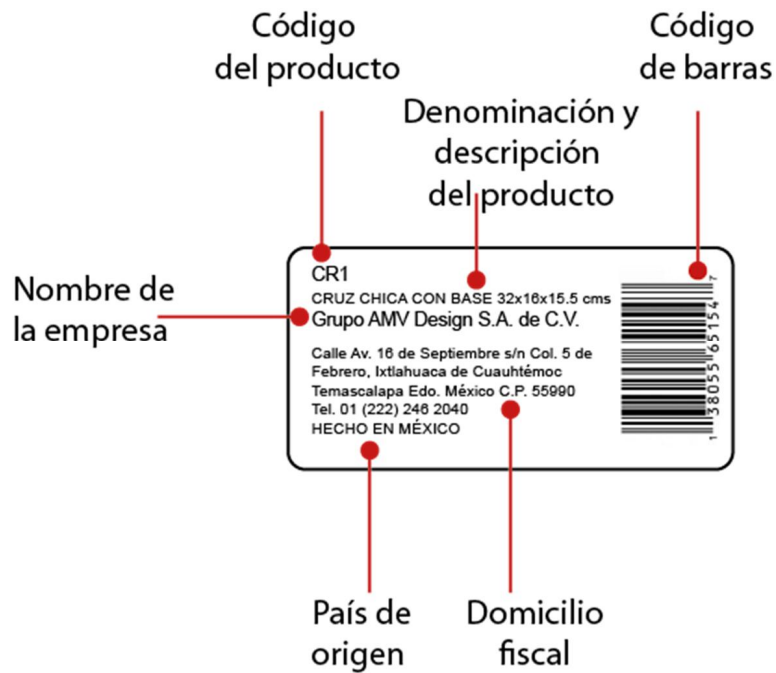 Código
del producto
Código
de barras
Denominación y
descripción
del producto
Nombre de
la empresa
CR1
CRUZ CHICA CON BASE 32x16x15.5 cms
Grupo AMV Design S.A. de C.V.
Calle Av. 16 de Septiembre s/n Col. 5 de
Febrero, Ixtlahuaca de Cuauhtémoc
Temascalapa Edo. México C.P. 55990
Tel. 01 (222) 246 2040
HECHO EN MÉXICO
1 38055 65154 7
País de
origen
Domicilio
fiscal